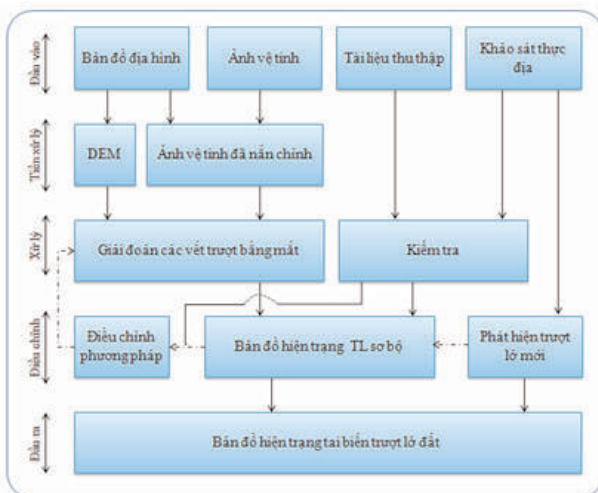 Đầu vào
Bản đồ địa hình
Ảnh vệ tinh
Tài liệu thu thập
Khảo sát thực
địa
Tiền xử lý
DEM
Ảnh vệ tinh đã nắn chỉnh
Xử lý
Giải đoán các vết trượt bằng mắt
Kiểm tra
Điều chỉnh
Điều chỉnh
phương pháp
Bản đồ hiện trạng TL sơ bộ
Phát hiện trượt
lở mới
Đầu ra
Bản đồ hiện trạng tai biến trượt lở đất